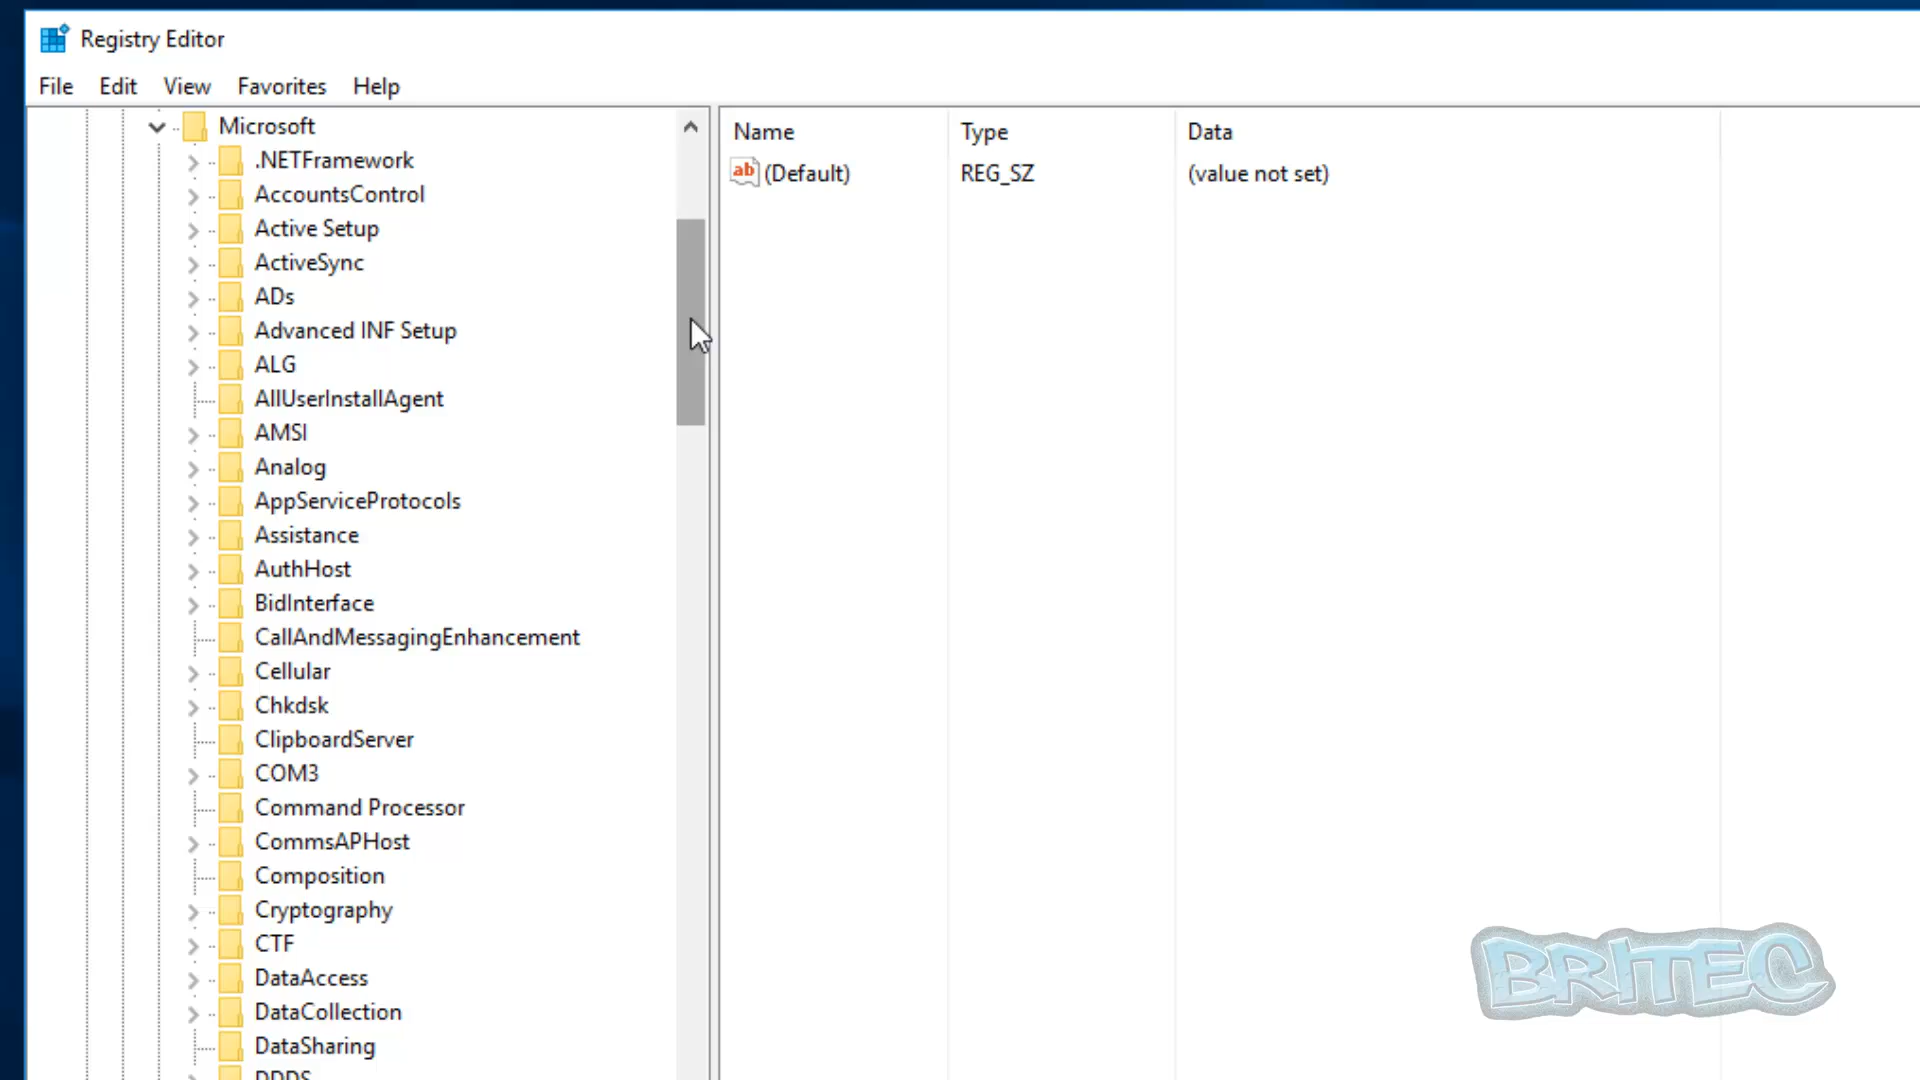 Registry Editor
File Edit View Favorites Help
Microsoft
.NETFramework
AccountsControl
Active Setup
ActiveSync
ADs
Advanced INF Setup
ALG
AllUserInstallAgent
AMSI
Analog
AppServiceProtocols
Assistance
AuthHost
BidInterface
CallAndMessagingEnhancement
Cellular
Chkdsk
ClipboardServer
COM3
Command Processor
CommsAPHost
Composition
Cryptography
CTF
DataAccess
DataCollection
DataSharing
Name Type Data
ab (Default) REG_SZ (value not set)
BRITEC